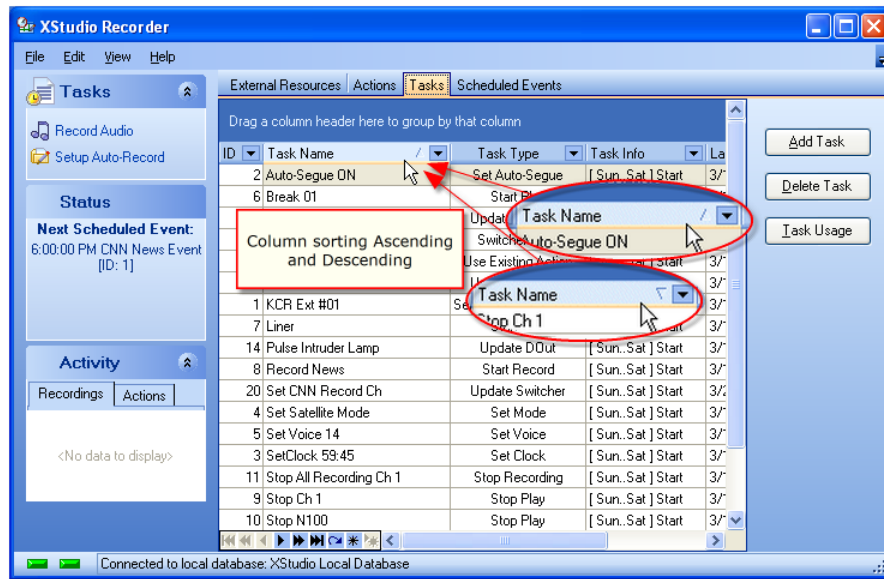 XStudio Recorder
File Edit View Help
Tasks
Record Audio
Setup Auto-Record
Status
Next Scheduled Event:
6:00:00 PM CNN News Event
[ID: 1]
Activity
Recordings Actions
<No data to display>
External Resources Actions Tasks Scheduled Events
Drag a column header here to group by that column
ID Task Name Task Type Task Info La
2 Auto-Segue ON Set Auto-Segue [ Sun..Sat ] Start 3/
6 Break 01 Start
Column sorting Ascending
and Descending
Task Name
Auto-Segue ON
Task Name
Stop Ch 1
Use Existing Action Start 3/
1 KCR Ext #01
7 Liner
14 Pulse Intruder Lamp Update DOut [ Sun..Sat ] Start 3/
8 Record News Start Record [ Sun..Sat ] Start 3/
20 Set CNN Record Ch Update Switcher [ Sun..Sat ] Start 3/
4 Set Satellite Mode Set Mode [ Sun..Sat ] Start 3/
5 Set Voice 14 Set Voice [ Sun..Sat ] Start 3/
3 SetClock 59:45 Set Clock [ Sun..Sat ] Start 3/
11 Stop All Recording Ch 1 Stop Recording [ Sun..Sat ] Start 3/
9 Stop Ch 1 Stop Play [ Sun..Sat ] Start 3/
10 Stop N100 Stop Play [ Sun..Sat ] Start 3/
Add Task
Delete Task
Task Usage
Connected to local database: XStudio Local Database